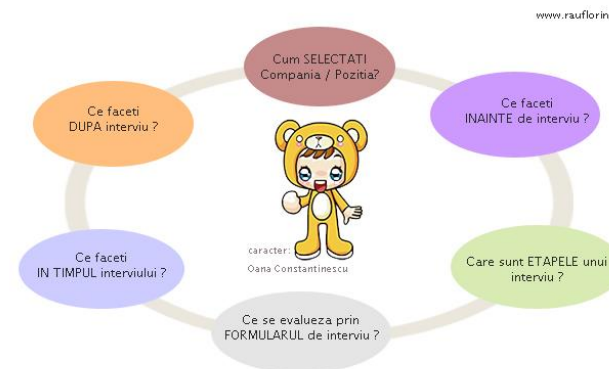 www.rauflorin
Cum SELECTATI
Compania / Pozitia?
Ce faceti
INAINTE de interviu ?
Care sunt ETAPELE unui
interviu ?
Ce se evalueza prin
FORMULARUL de interviu ?
Ce faceti
IN TIMPUL interviului ?
Ce faceti
DUPA interviu ?
caracter:
Oana Constantinescu